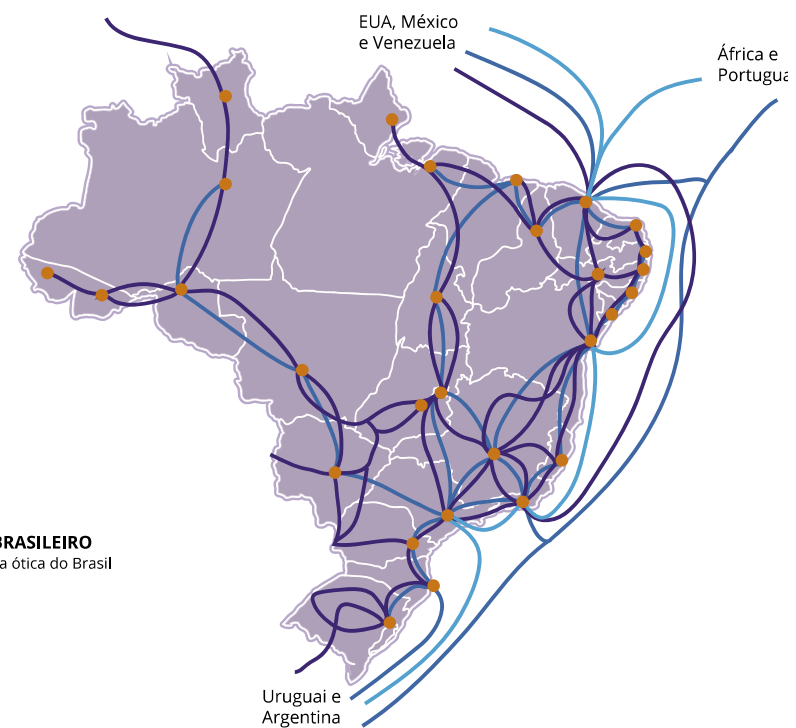 EUA, México
e Venezuela
África e
Portuga
BRASILEIRO
a ótica do Brasil
Uruguai e
Argentina